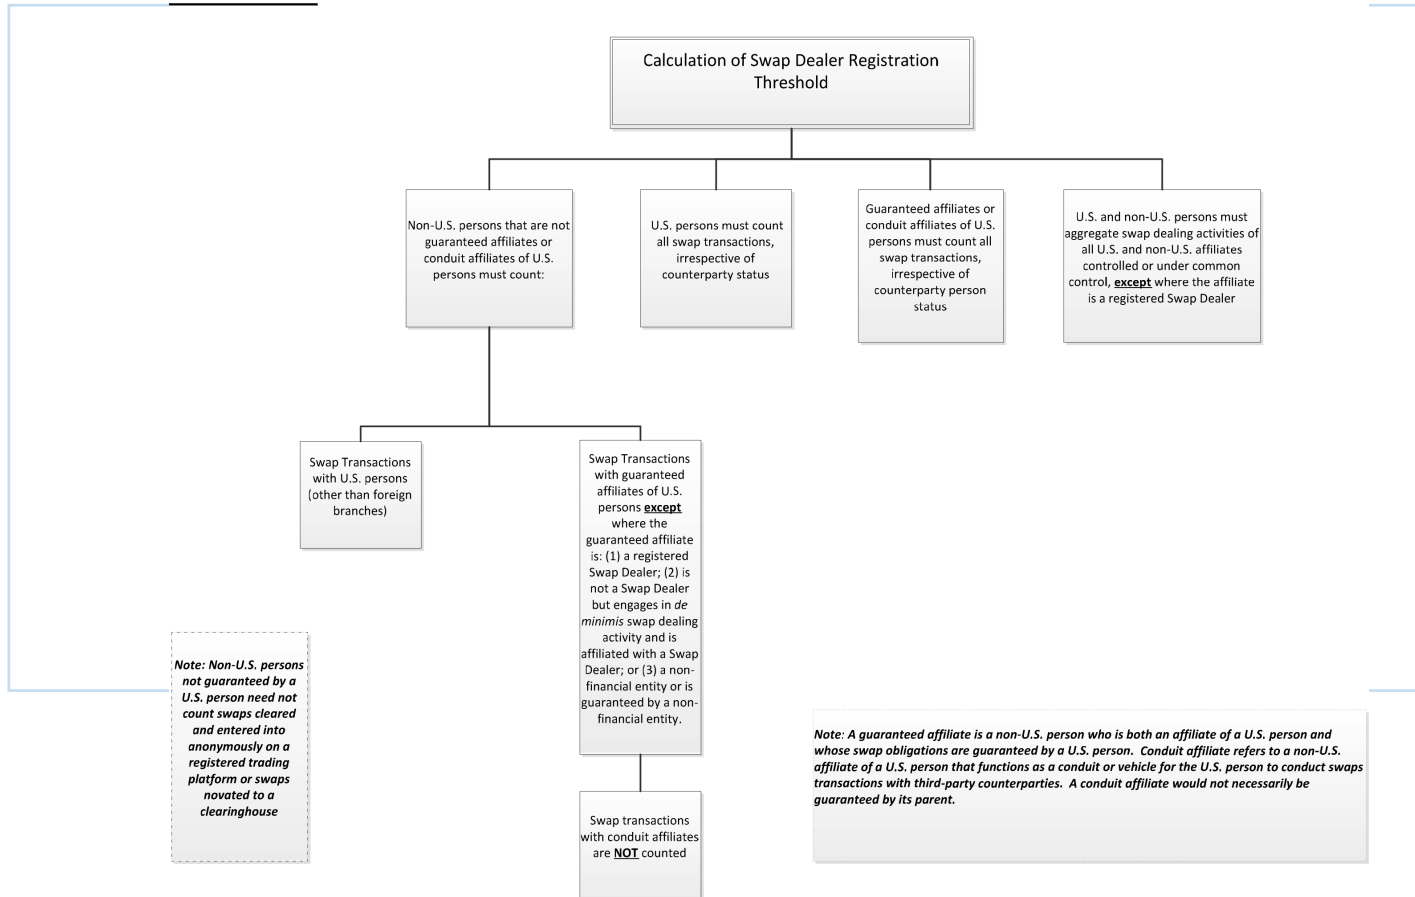 Calculation of Swap Dealer Registration
Threshold
Non-U.S. persons that are not
guaranteed affiliates or
conduit affiliates of U.S.
persons must count:
U.S. persons must count
all swap transactions,
irrespective of
counterparty status
Guaranteed affiliates or
conduit affiliates of U.S.
persons must count all
swap transactions,
irrespective of
counterparty person
status
U.S. and non-U.S. persons must
aggregate swap dealing activities of
all U.S. and non-U.S. affiliates
controlled or under common
control, except where the affiliate
is a registered Swap Dealer
Swap Transactions
with U.S. persons
(other than foreign
branches)
Swap Transactions
with guaranteed
affiliates of U.S.
persons except
where the
guaranteed affiliate
is: (1) a registered
Swap Dealer; (2) is
not a Swap Dealer
but engages in de
minimis swap dealing
activity and is
affiliated with a Swap
Dealer; or (3) a non-
financial entity or is
guaranteed by a non-
financial entity.
Note: Non-U.S. persons
not guaranteed by a
U.S. person need not
count swaps cleared
and entered into
anonymously on a
registered trading
platform or swaps
novated to a
clearinghouse
Swap transactions
with conduit affiliates
are NOT counted
Note: A guaranteed affiliate is a non-U.S. person who is both an affiliate of a U.S. person and
whose swap obligations are guaranteed by a U.S. person.  Conduit affiliate refers to a non-U.S.
affiliate of a U.S. person that functions as a conduit or vehicle for the U.S. person to conduct swaps
transactions with third-party counterparties.  A conduit affiliate would not necessarily be
guaranteed by its parent.